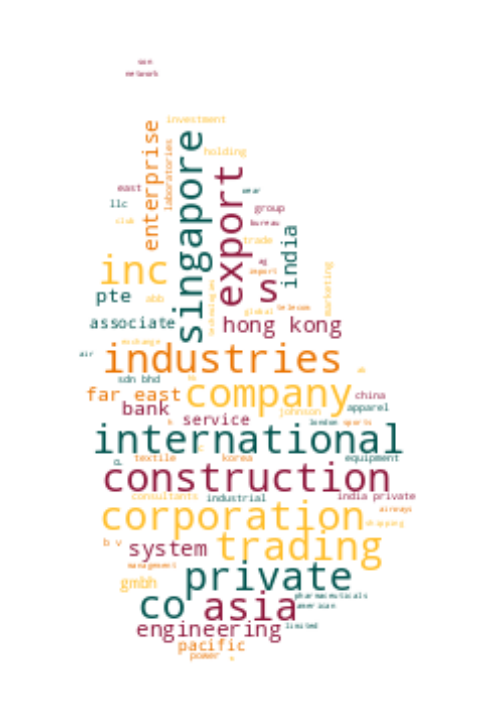 son
network
investment
enterprise
laboratories
singapore
holding
east
llc
club
export
near
group
bureau
trade
india
ag
import
inc
s
pte
abb
technologies
marketing
global
telecom
associate
hong kong
exchange
air
industries
sdn bhd
far east
company
china
bank
johnson
apparel
service
london
sports
international
textile
korea
equipment
construction
consultants
industrial
india private
corporation
airways
shipping
b v
system
trading
management
gmbh
private
pharmaceuticals
co
asia
american
engineering
limited
pacific
power